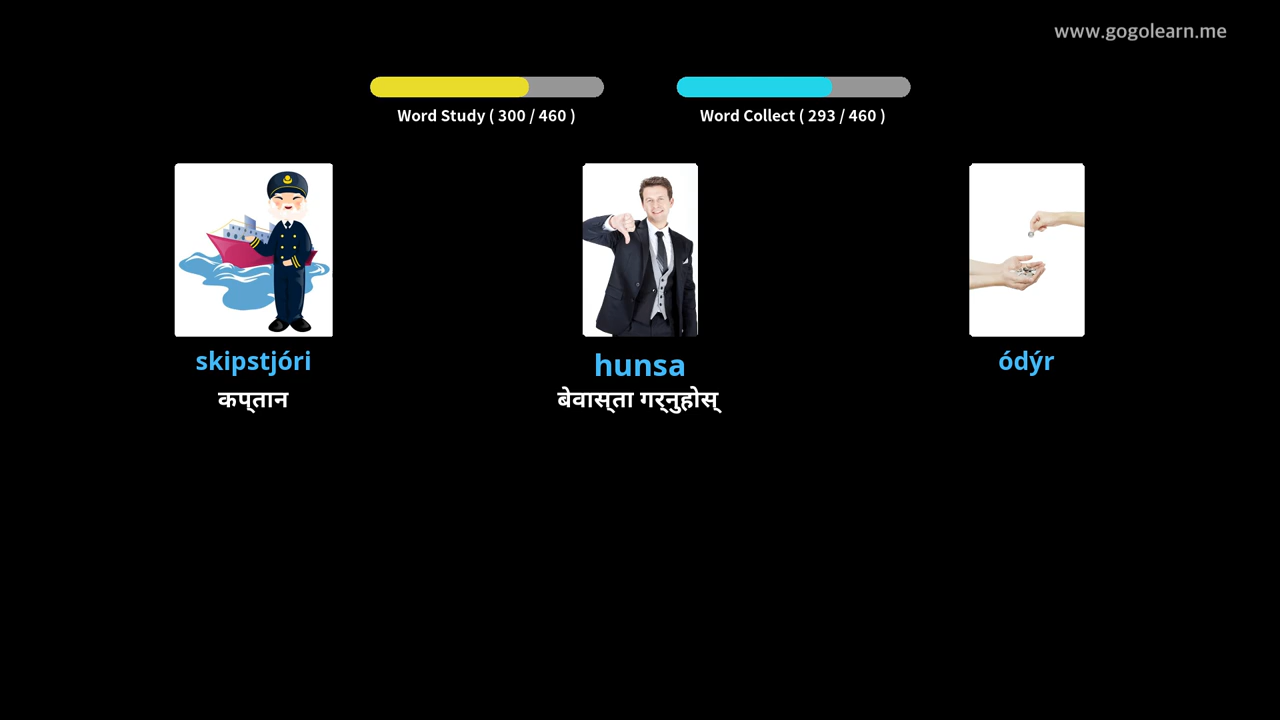 www.gogolearn.me
Word Study ( 300 / 460 )
Word Collect ( 293 / 460 )
skipstjóri
कप्‌तान
hunsa
बेवास्‌ता गर्‌नुहोस्
ódýr